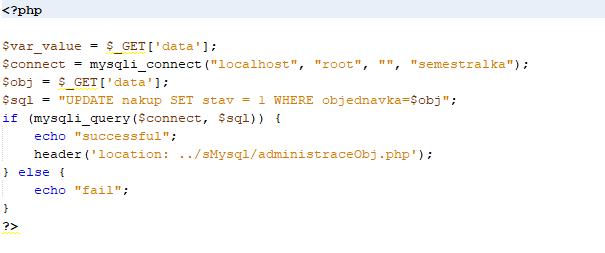 <?php
$var_value = $_GET['data'];
$connect = mysqli_connect("localhost", "root", "", "semestralka");
$obj = $_GET['data'];
$sql = "UPDATE nakup SET stav = 1 WHERE objednavka=$obj";
if (mysqli_query($connect, $sql)) {
    echo "successful";
    header('location: ../sMysql/administraceObj.php');
} else {
    echo "fail";
}
?>